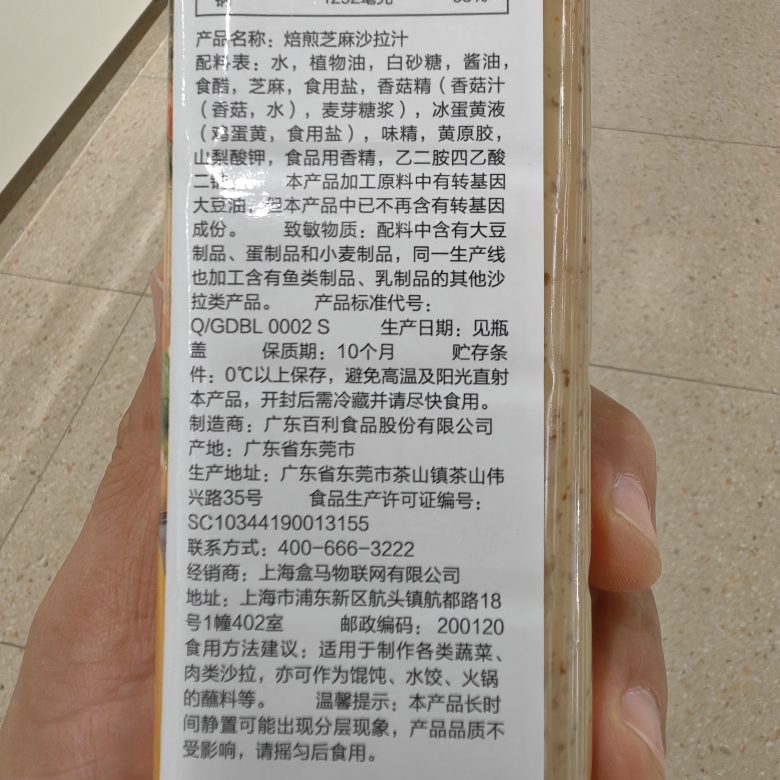 产品名称：焙煎芝麻沙拉汁
配料表：水，植物油，白砂糖，酱油，
食醋，芝麻，食用盐，香菇精（香菇汁
（香菇，水），麦芽糖浆），冰蛋黄液
（鸡蛋黄，食用盐），味精，黄原胶，
山梨酸钾，食品用香精，乙二胺四乙酸
二 本产品加工原料中有转基因
大豆油，但本产品中已不再含有转基因
成份。 致敏物质：配料中含有大豆
制品、蛋制品和小麦制品，同一生产线
也加工含有鱼类制品、乳制品的其他沙
拉类产品。 产品标准代号：
Q/GDBL 0002 S 生产日期：见瓶
盖 保质期：10个月 贮存条
件：0℃以上保存，避免高温及阳光直射
本产品，开封后需冷藏并请尽快食用。
制造商：广东百利食品股份有限公司
产地：广东省东莞市
生产地址：广东省东莞市茶山镇茶山伟
兴路35号 食品生产许可证编号：
SC10344190013155
联系方式：400-666-3222
经销商：上海盒马物联网有限公司
地址：上海市浦东新区航头镇航都路18
号1幢402室 邮政编码：200120
食用方法建议：适用于制作各类蔬菜、
肉类沙拉，亦可作为馄饨、水饺、火锅
的蘸料等。 温馨提示：本产品长时
间静置可能出现分层现象，产品品质不
受影响，请摇匀后食用。